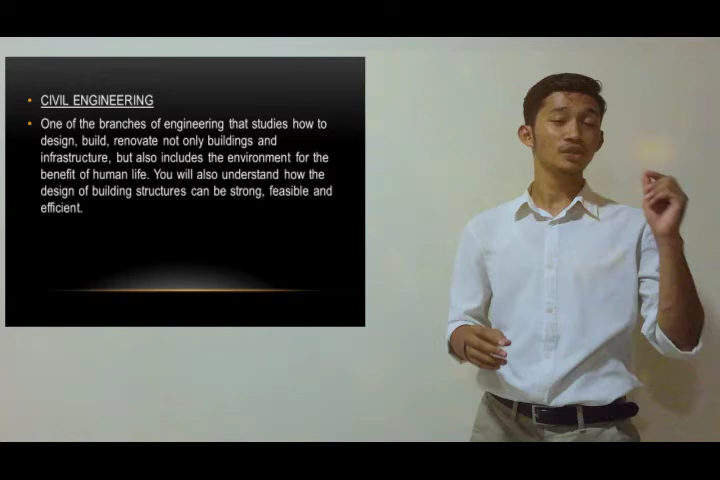 CIVIL ENGINEERING
One of the branches of engineering that studies how to
design, build, renovate not only buildings and
infrastructure, but also includes the environment for the
benefit of human life. You will also understand how the
design of building structures can be strong, feasible and
efficient.